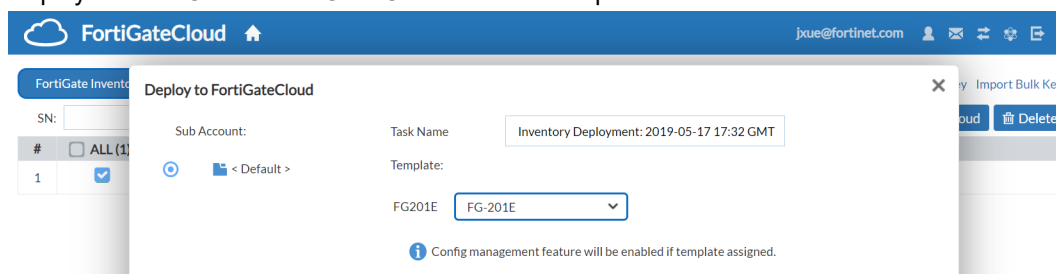 FortiGateCloud
jxue@fortinet.com
FortiGate Invento
Deploy to FortiGateCloud
y Import Bulk Ke
SN:
Sub Account:
Task Name
Inventory Deployment: 2019-05-17 17:32 GMT
oud
Delete
# ALL (1)
< Default >
Template:
1
FG201E
FG-201E
Config management feature will be enabled if template assigned.